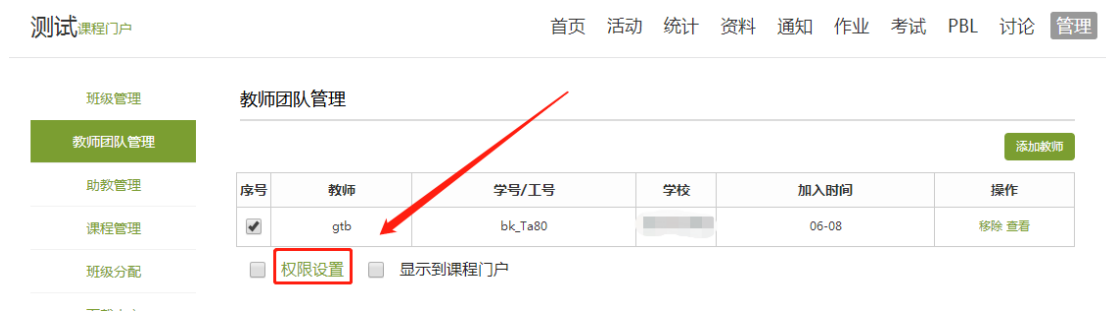 测试课程门户 首页 活动 统计 资料 通知 作业 考试 PBL 讨论 管理
班级管理
教师团队管理
助教管理
课程管理
班级分配
教师团队管理
添加教师
序号 教师 学号/工号 学校 加入时间 操作
gtb bk_Ta80 06-08 移除 查看
权限设置 显示到课程门户